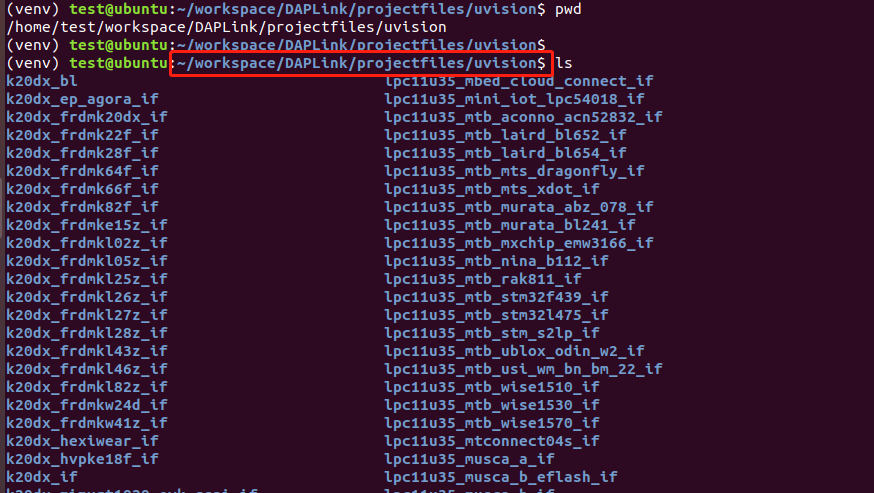 (venv) test@ubuntu:~/workspace/DAPLink/projectfiles/uvision$ pwd
/home/test/workspace/DAPLink/projectfiles/uvision
(venv) test@ubuntu:~/workspace/DAPLink/projectfiles/uvision$
(venv) test@ubuntu:~/workspace/DAPLink/projectfiles/uvision$ ls
k20dx_bl lpc11u35_mbed_cloud_connect_if
k20dx_ep_agora_if lpc11u35_mini_iot_lpc54018_if
k20dx_frdmk20dx_if lpc11u35_mtb_aconno_acn52832_if
k20dx_frdmk22f_if lpc11u35_mtb_laird_bl652_if
k20dx_frdmk28f_if lpc11u35_mtb_laird_bl654_if
k20dx_frdmk64f_if lpc11u35_mtb_mts_dragonfly_if
k20dx_frdmk66f_if lpc11u35_mtb_mts_xdot_if
k20dx_frdmk82f_if lpc11u35_mtb_murata_abz_078_if
k20dx_frdmke15z_if lpc11u35_mtb_murata_bl241_if
k20dx_frdmkl02z_if lpc11u35_mtb_mxchip_emw3166_if
k20dx_frdmkl05z_if lpc11u35_mtb_nina_b112_if
k20dx_frdmkl25z_if lpc11u35_mtb_rak811_if
k20dx_frdmkl26z_if lpc11u35_mtb_stm32f439_if
k20dx_frdmkl27z_if lpc11u35_mtb_stm32l475_if
k20dx_frdmkl28z_if lpc11u35_mtb_stm_s2lp_if
k20dx_frdmkl43z_if lpc11u35_mtb_ublox_odin_w2_if
k20dx_frdmkl46z_if lpc11u35_mtb_usi_wm_bn_bm_22_if
k20dx_frdmkl82z_if lpc11u35_mtb_wise1510_if
k20dx_frdmkw24d_if lpc11u35_mtb_wise1530_if
k20dx_frdmkw41z_if lpc11u35_mtb_wise1570_if
k20dx_hexiwear_if lpc11u35_mtconnect04s_if
k20dx_hvpke18f_if lpc11u35_musca_a_if
k20dx_if lpc11u35_musca_b_eflash_if